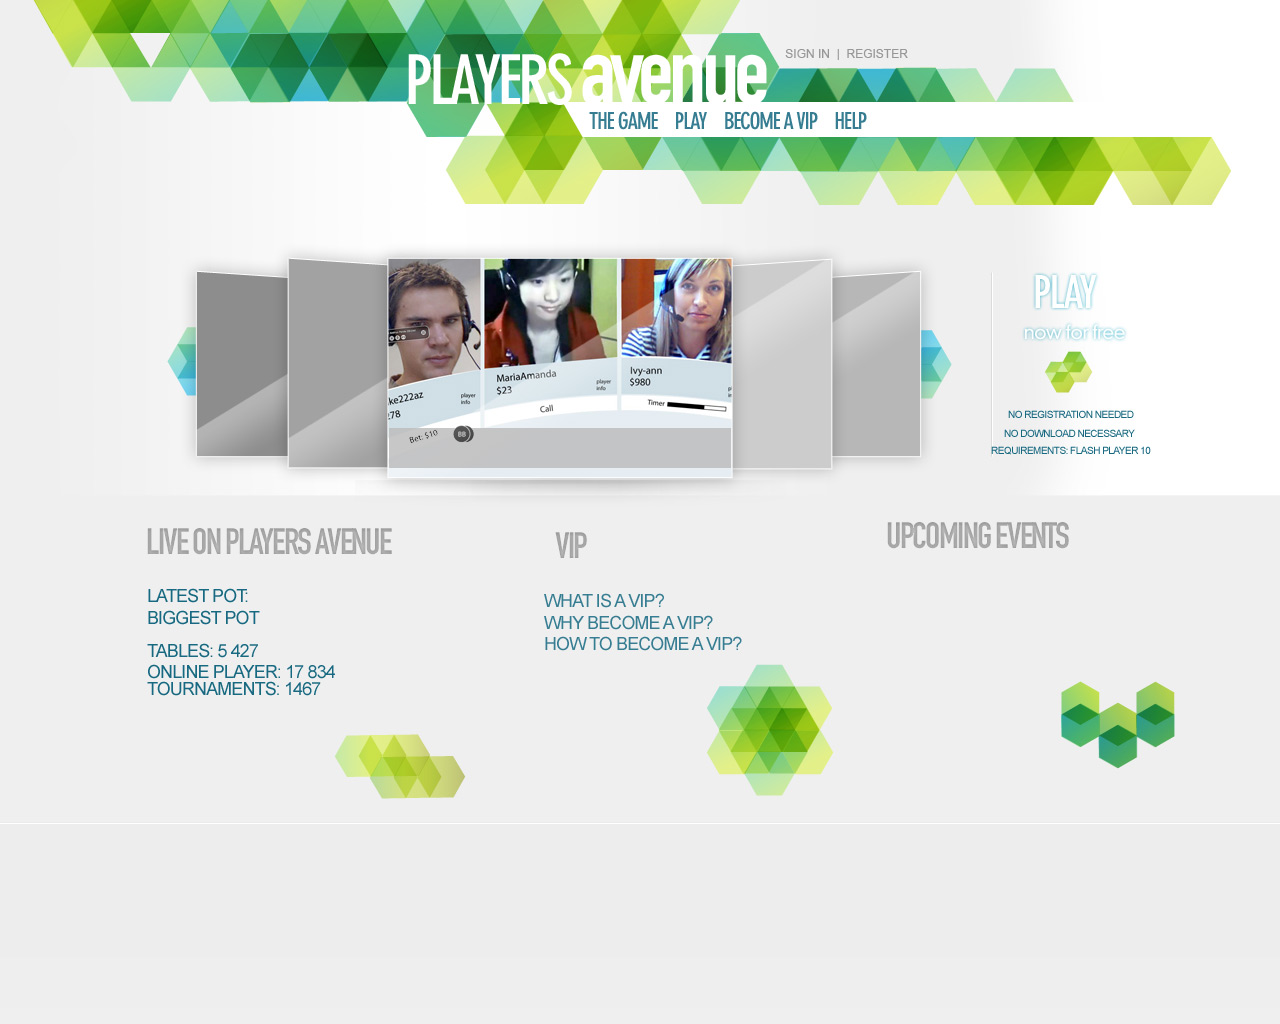 PLAYERS avenue
SIGN IN | REGISTER
THE GAME PLAY BECOME A VIP HELP
ke222az
:78
player
info
Bet: $10
BB
MariaAmanda
$23
player
info
Call
Ivy-ann
$980
Timer
PLAY
now for free
NO REGISTRATION NEEDED
NO DOWNLOAD NECESSARY
REQUIREMENTS: FLASH PLAYER 10
LIVE ON PLAYERS AVENUE
LATEST POT:
BIGGEST POT
TABLES: 5 427
ONLINE PLAYER: 17 834
TOURNAMENTS: 1467
VIP
WHAT IS A VIP?
WHY BECOME A VIP?
HOW TO BECOME A VIP?
UPCOMING EVENTS